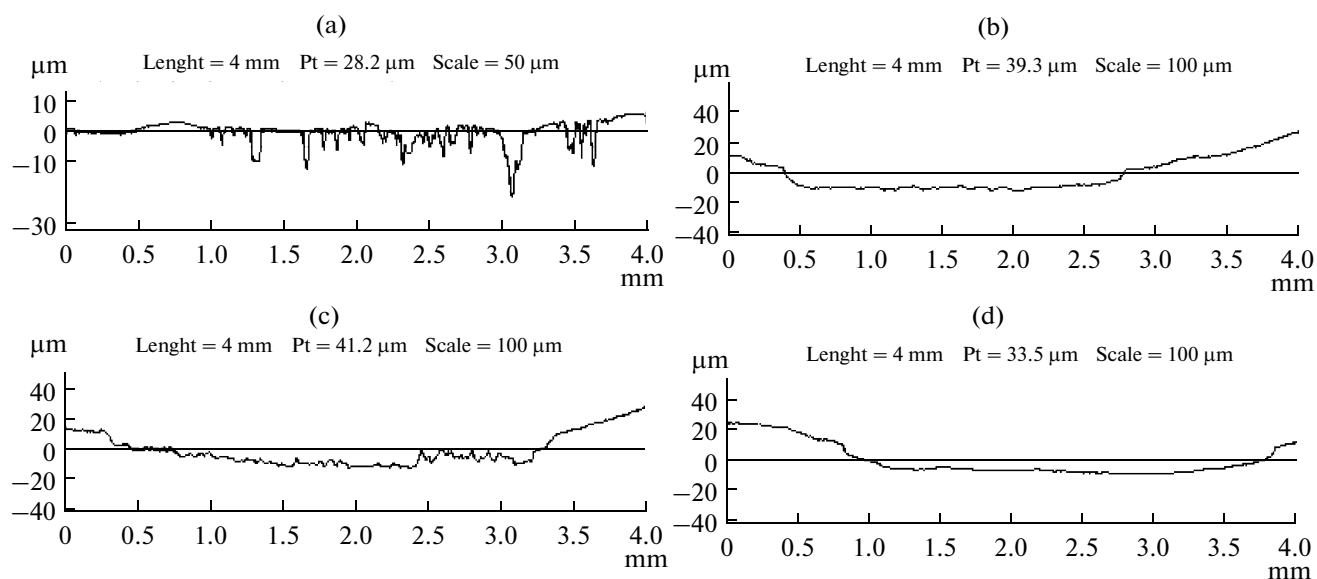 (a)
Lenght = 4 mm Pt = 28.2 µm Scale = 50 µm
µm
10
0
−10
−30
0 0.5 1.0 1.5 2.0 2.5 3.0 3.5 4.0
mm
(b)
Lenght = 4 mm Pt = 39.3 µm Scale = 100 µm
µm
40
20
0
−20
−40
0 0.5 1.0 1.5 2.0 2.5 3.0 3.5 4.0
mm
(c)
Lenght = 4 mm Pt = 41.2 µm Scale = 100 µm
µm
40
20
0
−20
−40
0 0.5 1.0 1.5 2.0 2.5 3.0 3.5 4.0
mm
(d)
Lenght = 4 mm Pt = 33.5 µm Scale = 100 µm
µm
40
20
0
−20
−40
0 0.5 1.0 1.5 2.0 2.5 3.0 3.5 4.0
mm